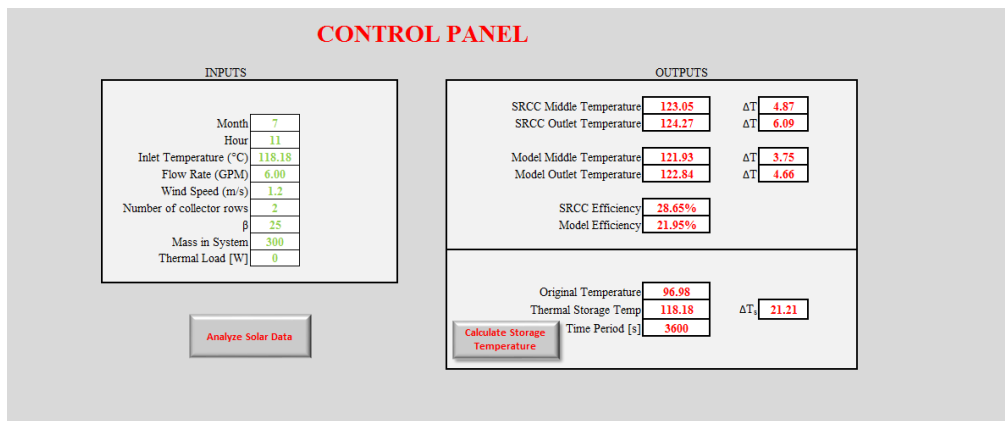 CONTROL PANEL
INPUTS
Month 7
Hour 11
Inlet Temperature (°C) 118.18
Flow Rate (GPM) 6.00
Wind Speed (m/s) 1.2
Number of collector rows 2
β 25
Mass in System 300
Thermal Load [W] 0
Analyze Solar Data
OUTPUTS
SRCC Middle Temperature 123.05 ΔT 4.87
SRCC Outlet Temperature 124.27 ΔT 6.09
Model Middle Temperature 121.93 ΔT 3.75
Model Outlet Temperature 122.84 ΔT 4.66
SRCC Efficiency 28.65%
Model Efficiency 21.95%
Original Temperature 96.98
Thermal Storage Temp 118.18 ΔTs 21.21
Time Period [s] 3600
Calculate Storage
Temperature